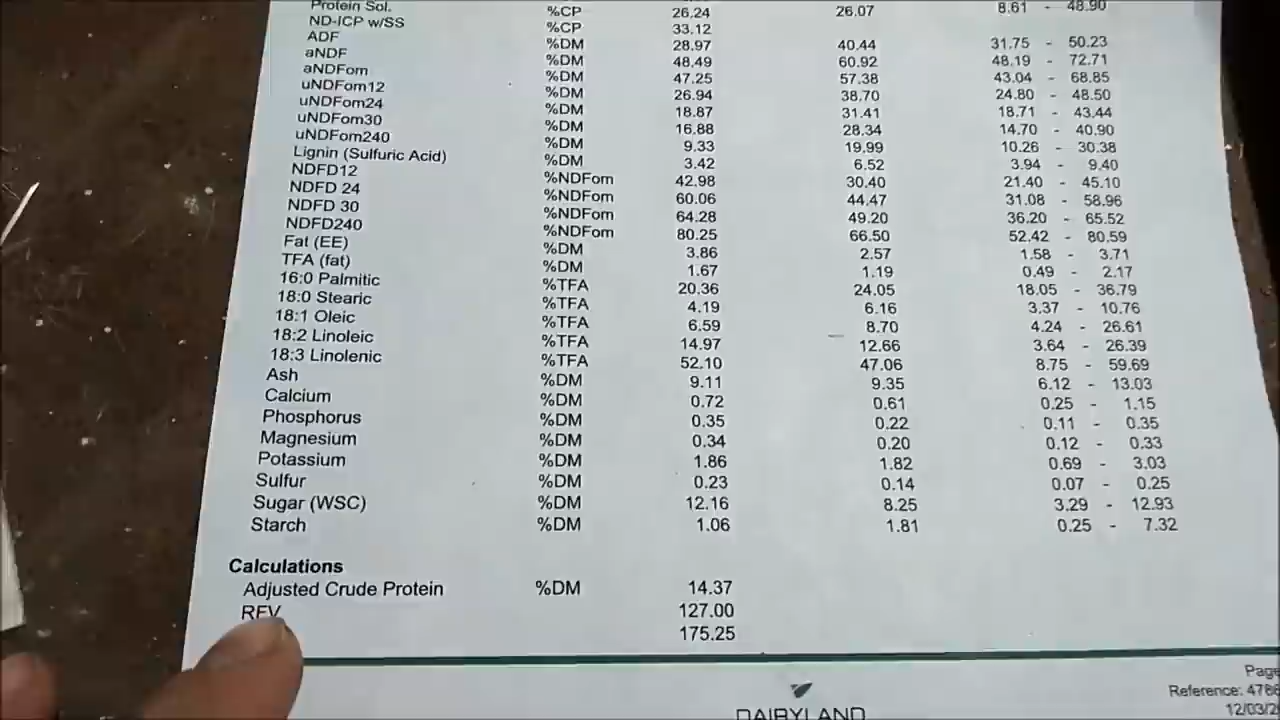 Protein Sol. %CP 26.24 26.07 8.61 - 48.90
ND-ICP w/SS %CP 33.12
ADF %DM 28.97 40.44 31.75 - 50.23
aNDF %DM 48.49 60.92 48.19 - 72.71
aNDFom %DM 47.25 57.38 43.04 - 68.85
uNDFom12 %DM 26.94 38.70 24.80 - 48.50
uNDFom24 %DM 18.87 31.41 18.71 - 43.44
uNDFom30 %DM 16.88 28.34 14.70 - 40.90
uNDFom240 %DM 9.33 19.99 10.26 - 30.38
Lignin (Sulfuric Acid) %DM 3.42 6.52 3.94 - 9.40
NDFD12 %NDFom 42.98 30.40 21.40 - 45.10
NDFD 24 %NDFom 60.06 44.47 31.08 - 58.96
NDFD 30 %NDFom 64.28 49.20 36.20 - 65.52
NDFD240 %NDFom 80.25 66.50 52.42 - 80.59
Fat (EE) %DM 3.86 2.57 1.58 - 3.71
TFA (fat) %DM 1.67 1.19 0.49 - 2.17
16:0 Palmitic %TFA 20.36 24.05 18.05 - 36.79
18:0 Stearic %TFA 4.19 6.16 3.37 - 10.76
18:1 Oleic %TFA 6.59 8.70 4.24 - 26.61
18:2 Linoleic %TFA 14.97 12.66 3.64 - 26.39
18:3 Linolenic %TFA 52.10 47.06 8.75 - 59.69
Ash %DM 9.11 9.35 6.12 - 13.03
Calcium %DM 0.72 0.61 0.25 - 1.15
Phosphorus %DM 0.35 0.22 0.11 - 0.35
Magnesium %DM 0.34 0.20 0.12 - 0.33
Potassium %DM 1.86 1.82 0.69 - 3.03
Sulfur %DM 0.23 0.14 0.07 - 0.25
Sugar (WSC) %DM 12.16 8.25 3.29 - 12.93
Starch %DM 1.06 1.81 0.25 - 7.32
Calculations
Adjusted Crude Protein %DM 14.37
RFV 127.00
175.25
Page
Reference: 4786
DAIRYLAND 12/03/2